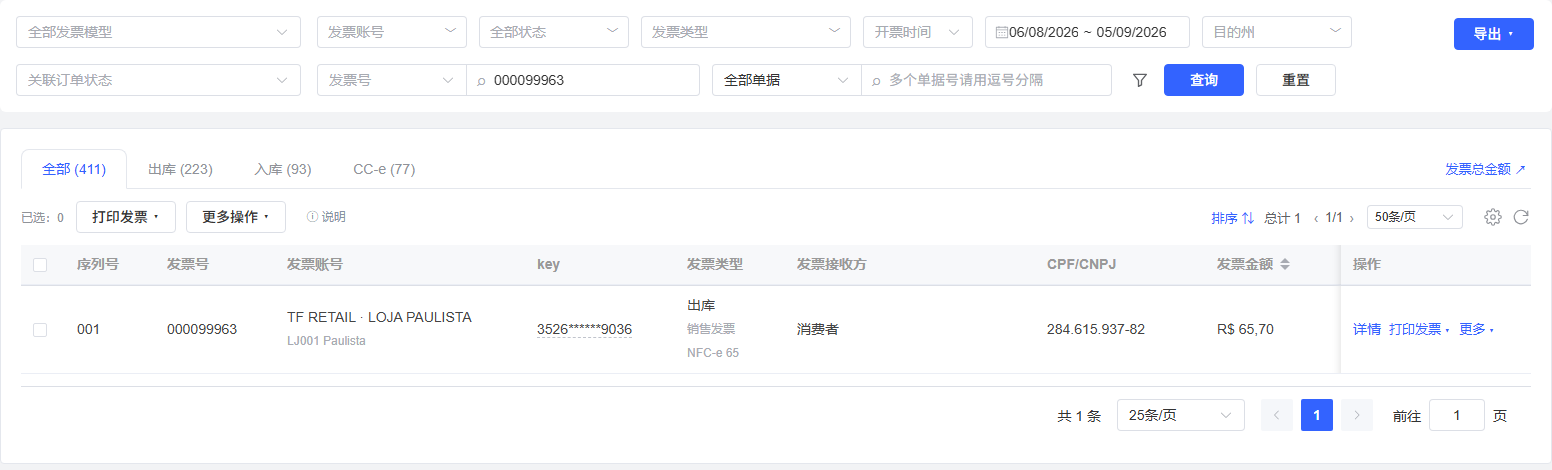 全部发票模型 发票账号 全部状态 发票类型 开票时间 06/08/2026 ~ 05/09/2026 目的州 导出
关联订单状态 发票号 000099963 全部单据 多个单据号请用逗号分隔 查询 重置
全部 (411) 出库 (223) 入库 (93) CC-e (77) 发票总金额
已选: 0 打印发票 更多操作 说明 排序 总计 1 1/1 50条/页
序列号 发票号 发票账号 key 发票类型 发票接收方 CPF/CNPJ 发票金额 操作
001 000099963 TF RETAIL · LOJA PAULISTA 3526******9036 出库 消费者 284.615.937-82 R$ 65,70 详情 打印发票 更多
LJ001 Paulista 销售发票
NFC-e 65
共 1 条 25条/页 1 前往 1 页